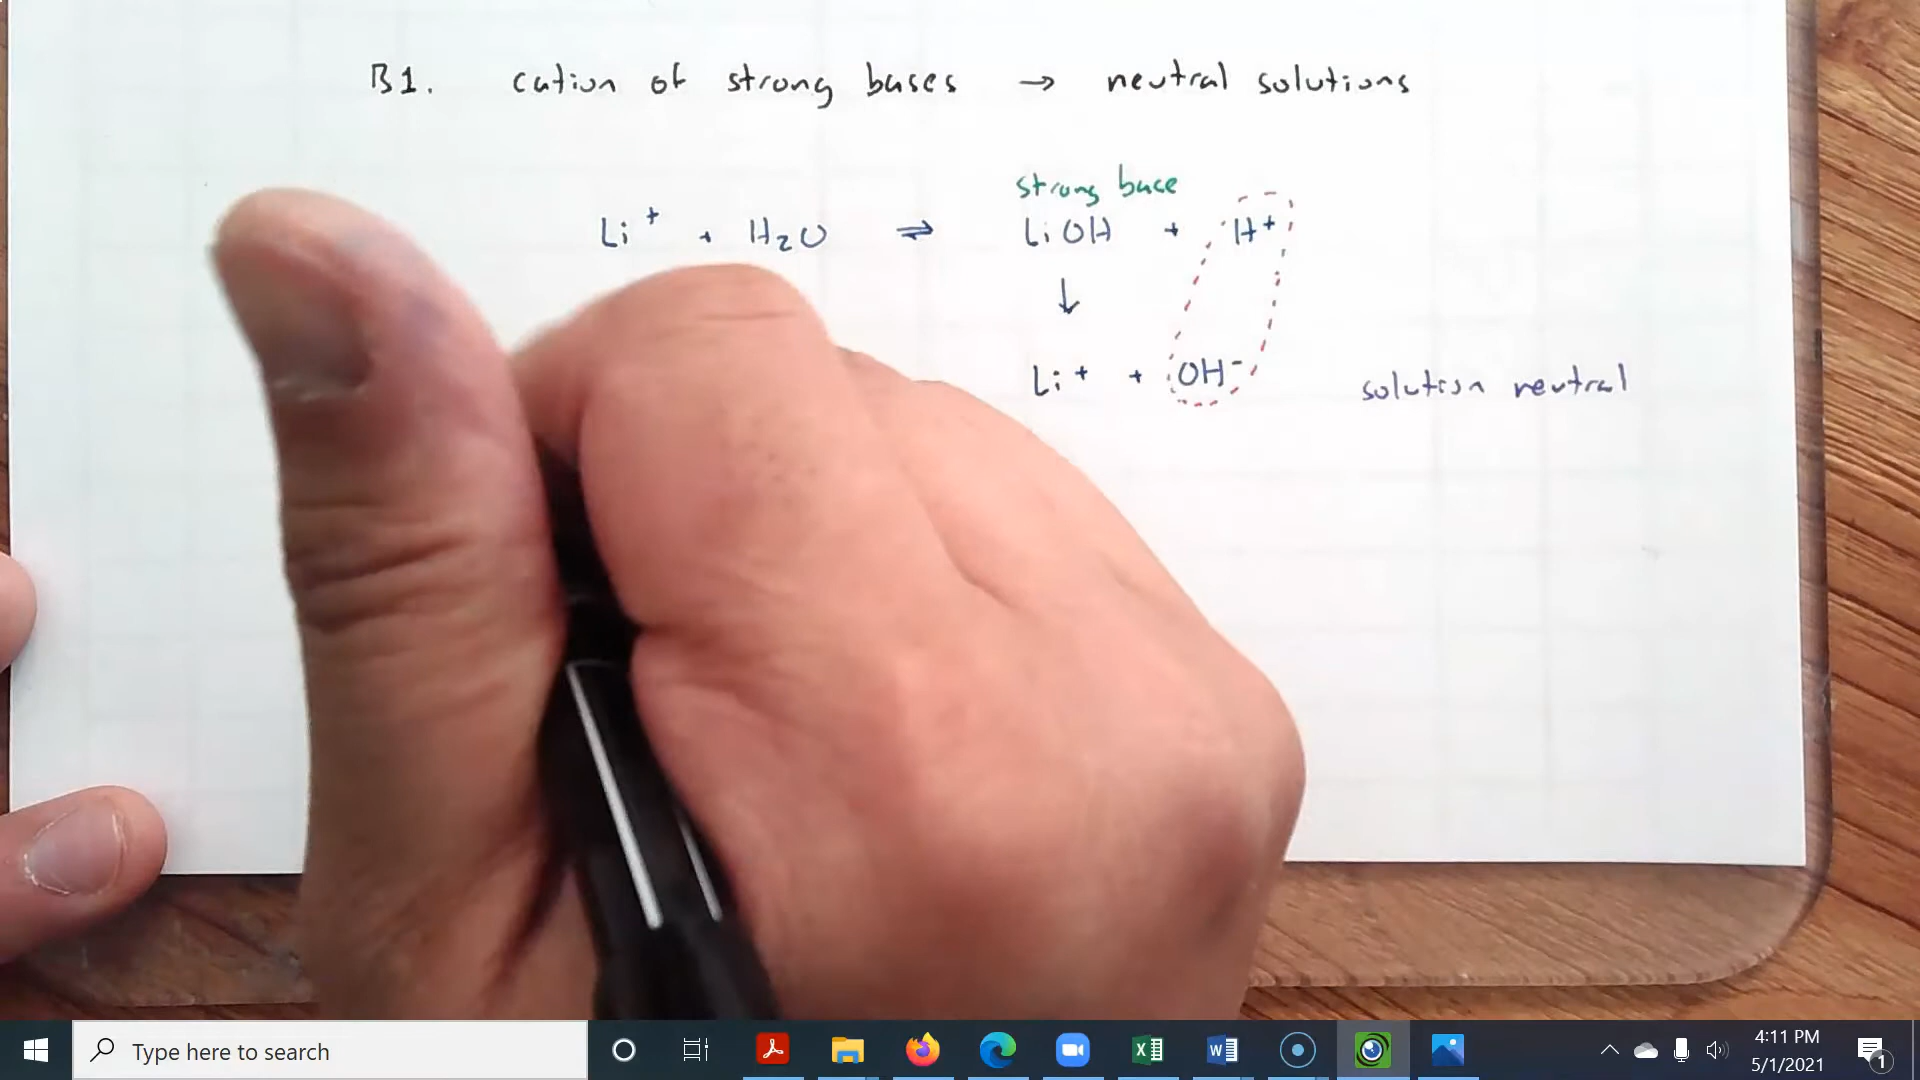 B1. cation of strong bases → neutral solutions
strong base
Li⁺ + H₂O ⇌ LiOH + H⁺
↓
Li⁺ + OH⁻ solution neutral
Type here to search
4:11 PM
5/1/2021
1